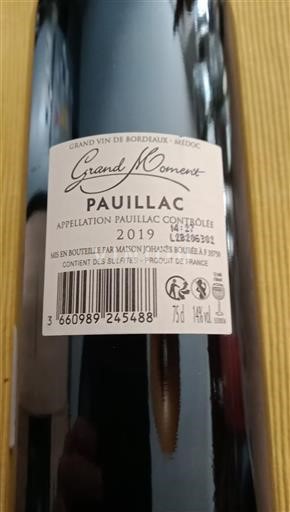 GRAND VIN DE BORDEAUX - MÉDOC
Grand Moment
PAUILLAC
APPELLATION PAUILLAC CONTRÔLÉE
2019
14:27
MIS EN BOUTEILLE PAR MAISON JOHANÈS BOUBÉE À F
CONTIENT DES SULFITES - PRODUIT DE FRANCE
75cl 14% vol.
3 660989 245488